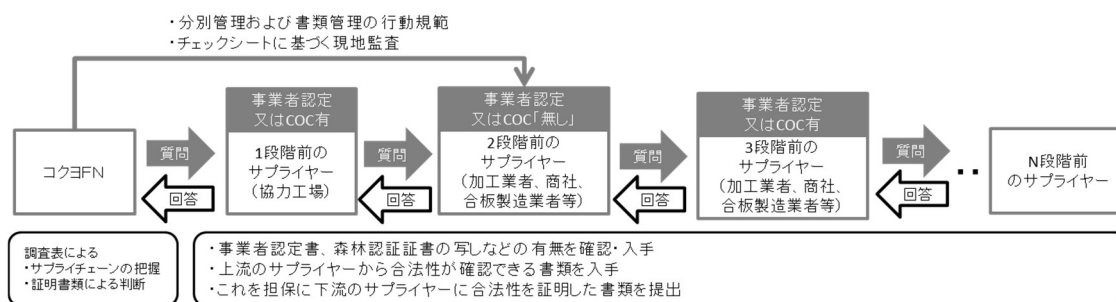 ・分別管理および書類管理の行動規範
・チェックシートに基づく現地監査
事業者認定
又はCOC有
事業者認定
又はCOC「無し」
事業者認定
又はCOC有
コクヨFN
質問
回答
1段階前の
サプライヤー
(協力工場)
質問
回答
2段階前の
サプライヤー
(加工業者、商社、
合板製造業者等)
質問
回答
3段階前の
サプライヤー
(加工業者、商社、
合板製造業者等)
質問
回答
・・
N段階前
のサプライヤー
調査表による
・サプライチェーンの把握
・証明書類による判断
・事業者認定書、森林認証証書の写しなどの有無を確認・入手
・上流のサプライヤーから合法性が確認できる書類を入手
・これを担保に下流のサプライヤーに合法性を証明した書類を提出